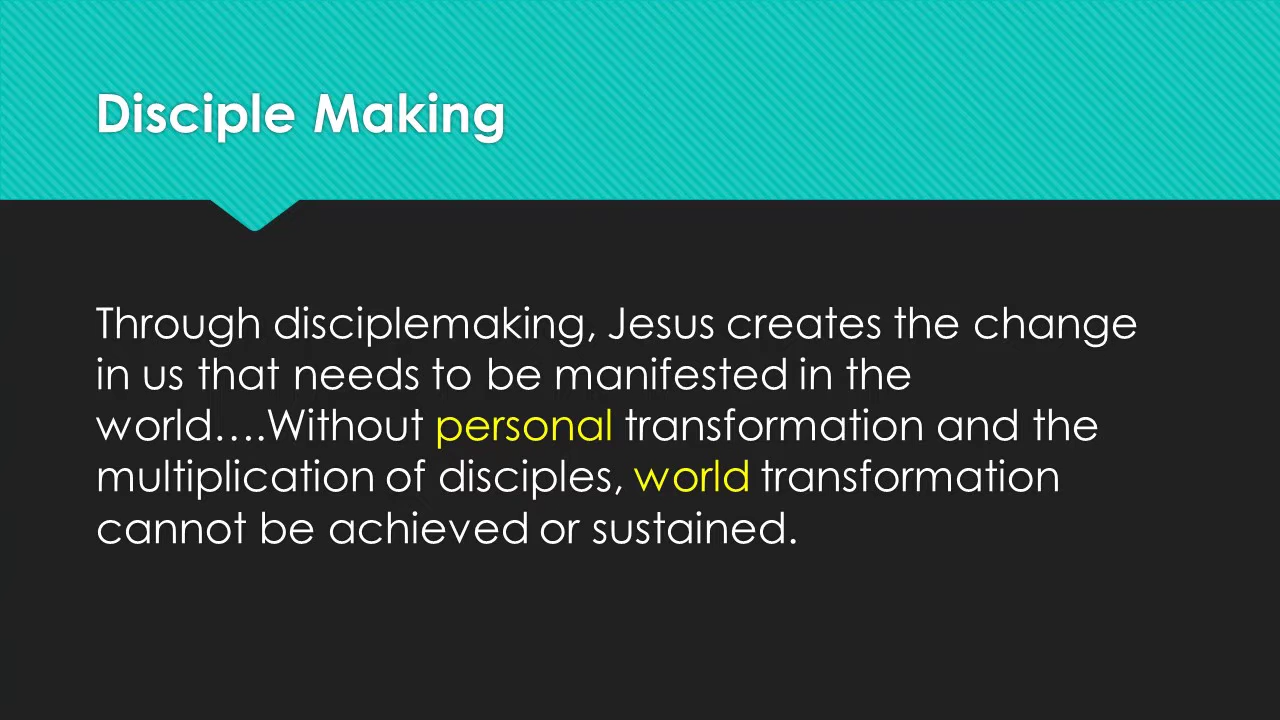 Disciple Making
Through disciplemaking, Jesus creates the change
in us that needs to be manifested in the
world….Without personal transformation and the
multiplication of disciples, world transformation
cannot be achieved or sustained.